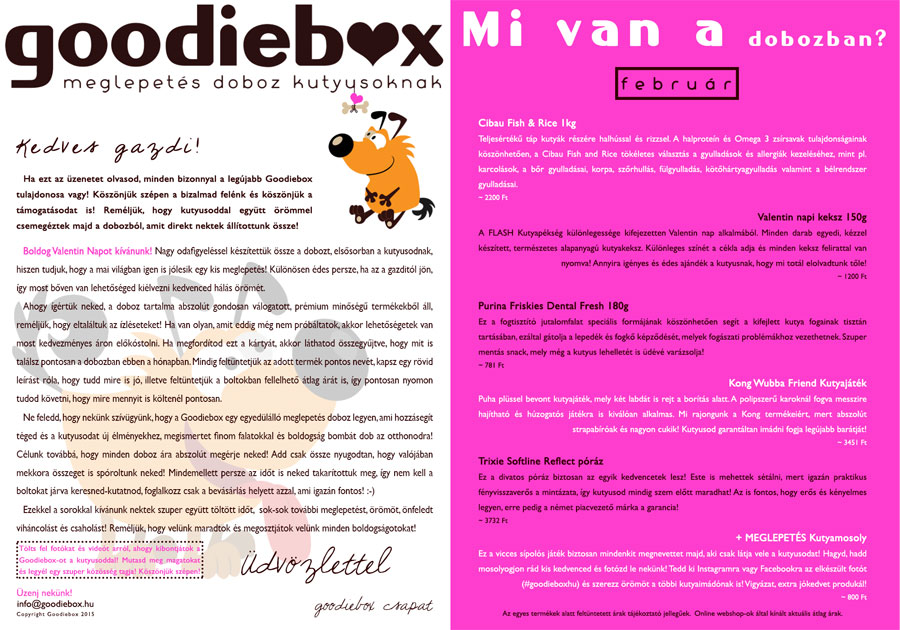 goodiebox
meglepetés doboz kutyusoknak
Kedves gazdi!
Ha ezt az üzenetet olvasod, minden bizonnyal a legújabb Goodiebox
tulajdonosa vagy! Köszönjük szépen a bizalmad felénk és köszönjük a
támogatásodat is! Reméljük, hogy kutyusoddal együtt örömmel
csemegéztek majd a dobozból, amit direkt nektek állítottunk össze!
Boldog Valentin Napot kívánunk! Nagy odafigyeléssel készítettük össze a dobozt, elsősorban a kutyusodnak,
hiszen tudjuk, hogy a mai világban igen is jólesik egy kis meglepetés! Különösen édes persze, ha az a gazditól jön,
így most bőven van lehetőséged kiélvezni kedvenced hálás örömét.
Ahogy ígértük neked, a doboz tartalma abszolút gondosan válogatott, prémium minőségű termékekből áll,
reméljük, hogy eltaláltuk az ízléseteket! Ha van olyan, amit eddig még nem próbáltatok, akkor lehetőségetek van
most kedvezményes áron előkóstolni. Ha megfordítod ezt a kártyát, akkor láthatod összegyűjtve, hogy mit is
találsz pontosan a dobozban ebben a hónapban. Mindig feltüntetjük az adott termék pontos nevét, kapsz egy rövid
leírást róla, hogy tudd mire is jó, illetve feltüntetjük a boltokban fellelhető átlag árát is, így pontosan nyomon
tudod követni, hogy mire mennyit is költenél pontosan.
Ne feledd, hogy nekünk szívügyünk, hogy a Goodiebox egy egyedülálló meglepetés doboz legyen, ami hozzásegít
téged és a kutyusodat új élményekhez, megismertet finom falatokkal és boldogság bombát dob az otthonodra!
Célunk továbbá, hogy minden doboz ára abszolút megérje neked! Add csak össze nyugodtan, hogy valójában
mekkora összeget is spóroltunk neked! Mindemellett persze az időt is neked takarítottuk meg, így nem kell a
boltokat járva keresned-kutatnod, foglalkozz csak a bevásárlás helyett azzal, ami igazán fontos! :-)
Ezekkel a sorokkal kívánunk nektek szuper együtt töltött időt, sok-sok további meglepetést, örömöt, önfeledt
viháncolást és csaholást! Reméljük, hogy velünk maradtok és megosztjátok velünk minden boldogságotokat!
Tölts fel fotókat és videót arról, ahogy kibontjátok a
Goodiebox-ot a kutyusoddal! Mutasd meg magatokat
és legyél egy szuper közösség tagja! Köszönjük szépen!
Üdvözlettel
Üzenj nekünk!
info@goodiebox.hu
Copyright Goodiebox 2015
goodiebox csapat
Mi van a dobozban?
február
Cibau Fish & Rice 1kg
Teljesértékű táp kutyák részére halhússal és rizzsel. A halprotein és Omega 3 zsírsavak tulajdonságainak
köszönhetően, a Cibau Fish and Rice tökéletes választás a gyulladások és allergiák kezeléséhez, mint pl.
karcolások, a bőr gyulladásai, korpa, szőrhullás, fülgyulladás, kötőhártyagyulladás valamint a bélrendszer
gyulladásai.
~ 2200 Ft
Valentin napi keksz 150g
A FLASH Kutyapékség különlegessége kifejezetten Valentin nap alkalmából. Minden darab egyedi, kézzel
készített, természetes alapanyagú kutyakeksz. Különleges színét a cékla adja és minden keksz felirattal van
nyomva! Annyira igényes és édes ajándék a kutyusnak, hogy mi totál elolvadtunk tőle!
~ 1200 Ft
Purina Friskies Dental Fresh 180g
Ez a fogtisztító jutalomfalat speciális formájának köszönhetően segít a kifejlett kutya fogainak tisztán
tartásában, ezáltal gátolja a lepedék és fogkő képződését, melyek fogászati problémákhoz vezethetnek. Szuper
mentás snack, mely még a kutyus lehelletét is üdévé varázsolja!
~ 781 Ft
Kong Wubba Friend Kutyajáték
Puha plüssel bevont kutyajáték, mely két labdát is rejt a borítás alatt. A polipszerű karoknál fogva messzire
hajítható és húzogatós játékra is kiválóan alkalmas. Mi rajongunk a Kong termékeiért, mert abszolút
strapabíróak és nagyon cukik! Kutyusod garantáltan imádni fogja legújabb barátját!
~ 3451 Ft
Trixie Softline Reflect póráz
Ez a divatos póráz biztosan az egyik kedvencetek lesz! Este is mehettek sétálni, mert igazán praktikus
fényvisszaverős a mintázata, így kutyusod mindig szem előtt maradhat! Az is fontos, hogy erős és kényelmes
legyen, erre pedig a német piacvezető márka a garancia!
~ 3732 Ft
+ MEGLEPETÉS Kutyamosoly
Ez a vicces sípolós játék biztosan mindenkit megnevettet majd, aki csak látja vele a kutyusodat! Hagyd, hadd
mosolyogjon rád kis kedvenced és fotózd le nekünk! Tedd ki Instagramra vagy Facebookra az elkészült fotót
(#goodieboxhu) és szerezz örömöt a többi kutyaimádónak is! Vigyázat, extra jókedvet produkál!
~ 800 Ft
Az egyes termékek alatt feltüntetett árak tájékoztató jellegűek. Online webshop-ok által kínált aktuális átlag árak.